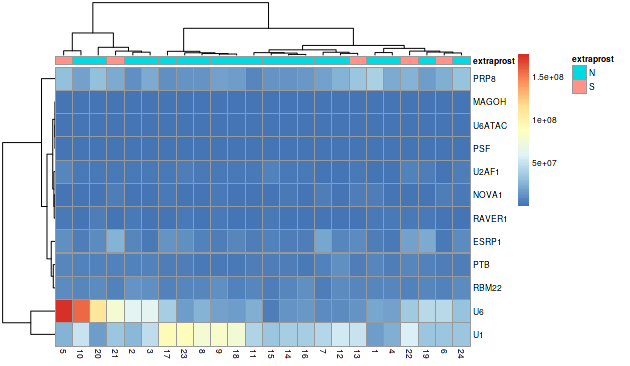 extraprost
extraprost
N
S
1.5e+08
1e+08
5e+07
PRP8
MAGOH
U6ATAC
PSF
U2AF1
NOVA1
RAVER1
ESRP1
PTB
RBM22
U6
U1
5 10 20 21 2 3 17 23 8 9 18 11 15 14 16 7 12 13 1 4 22 19 6 24